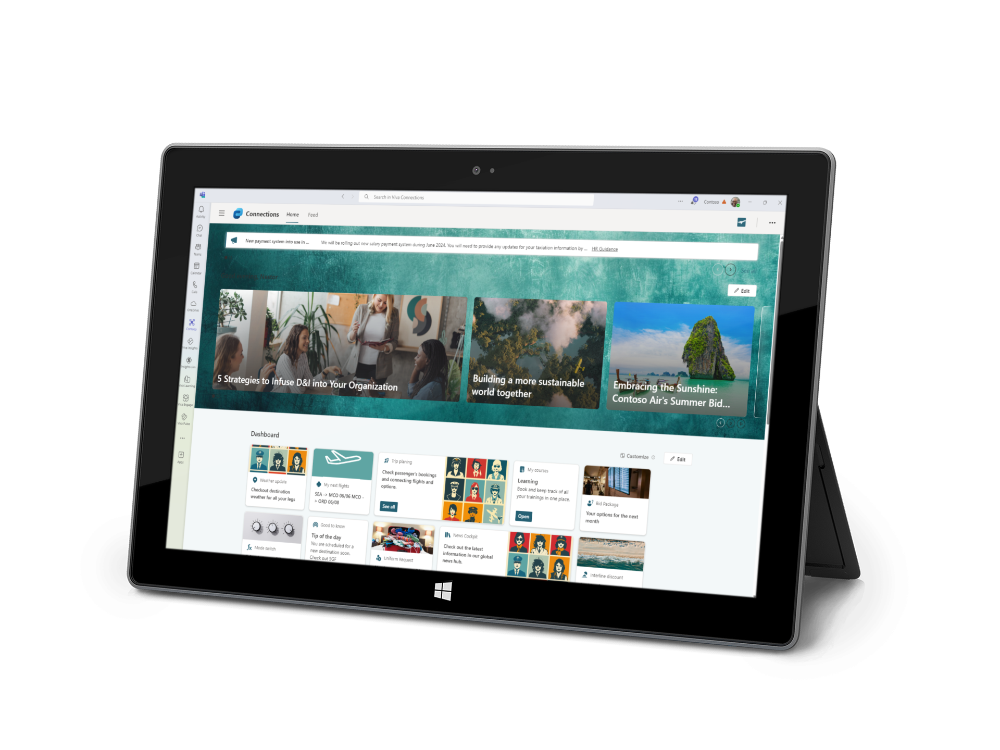 Search in Viva Connections
11
Contoso
Activity
Chat
Teams
Calendar
Calls
OneDrive
Contoso
Viva Insights
Insights sim
Viva Learning
Viva Engage
Viva Pulse
Apps
Connections
Home
Feed
New payment system into use in ...
We will be rolling out new salary payment system during June 2024. You will need to provide any updates for your taxiation information by ...
HR Guidance
Nestor
See all
Edit
5 Strategies to Infuse D&I into Your Organization
Building a more sustainable
world together
Embracing the Sunshine:
Contoso Air's Summer Bid...
Dashboard
Customize
Edit
Weather update
Checkout destination
weather for all your legs
My next flights
SEA -> MCO 06/06 MCO -
> ORD 06/08
Trip planing
Check passenger's bookings
and connecting flights and
options.
See all
My courses
Learning
Book and keep track of all
your trainings in one place.
Open
Bid Package
Your options for the next
month
Mode switch
Good to know
Tip of the day
You are scheduled for a
new destination soon.
Check out SGF
Uniform Request
News Cockpit
Check out the latest
information in our global
news hub.
Interline discount